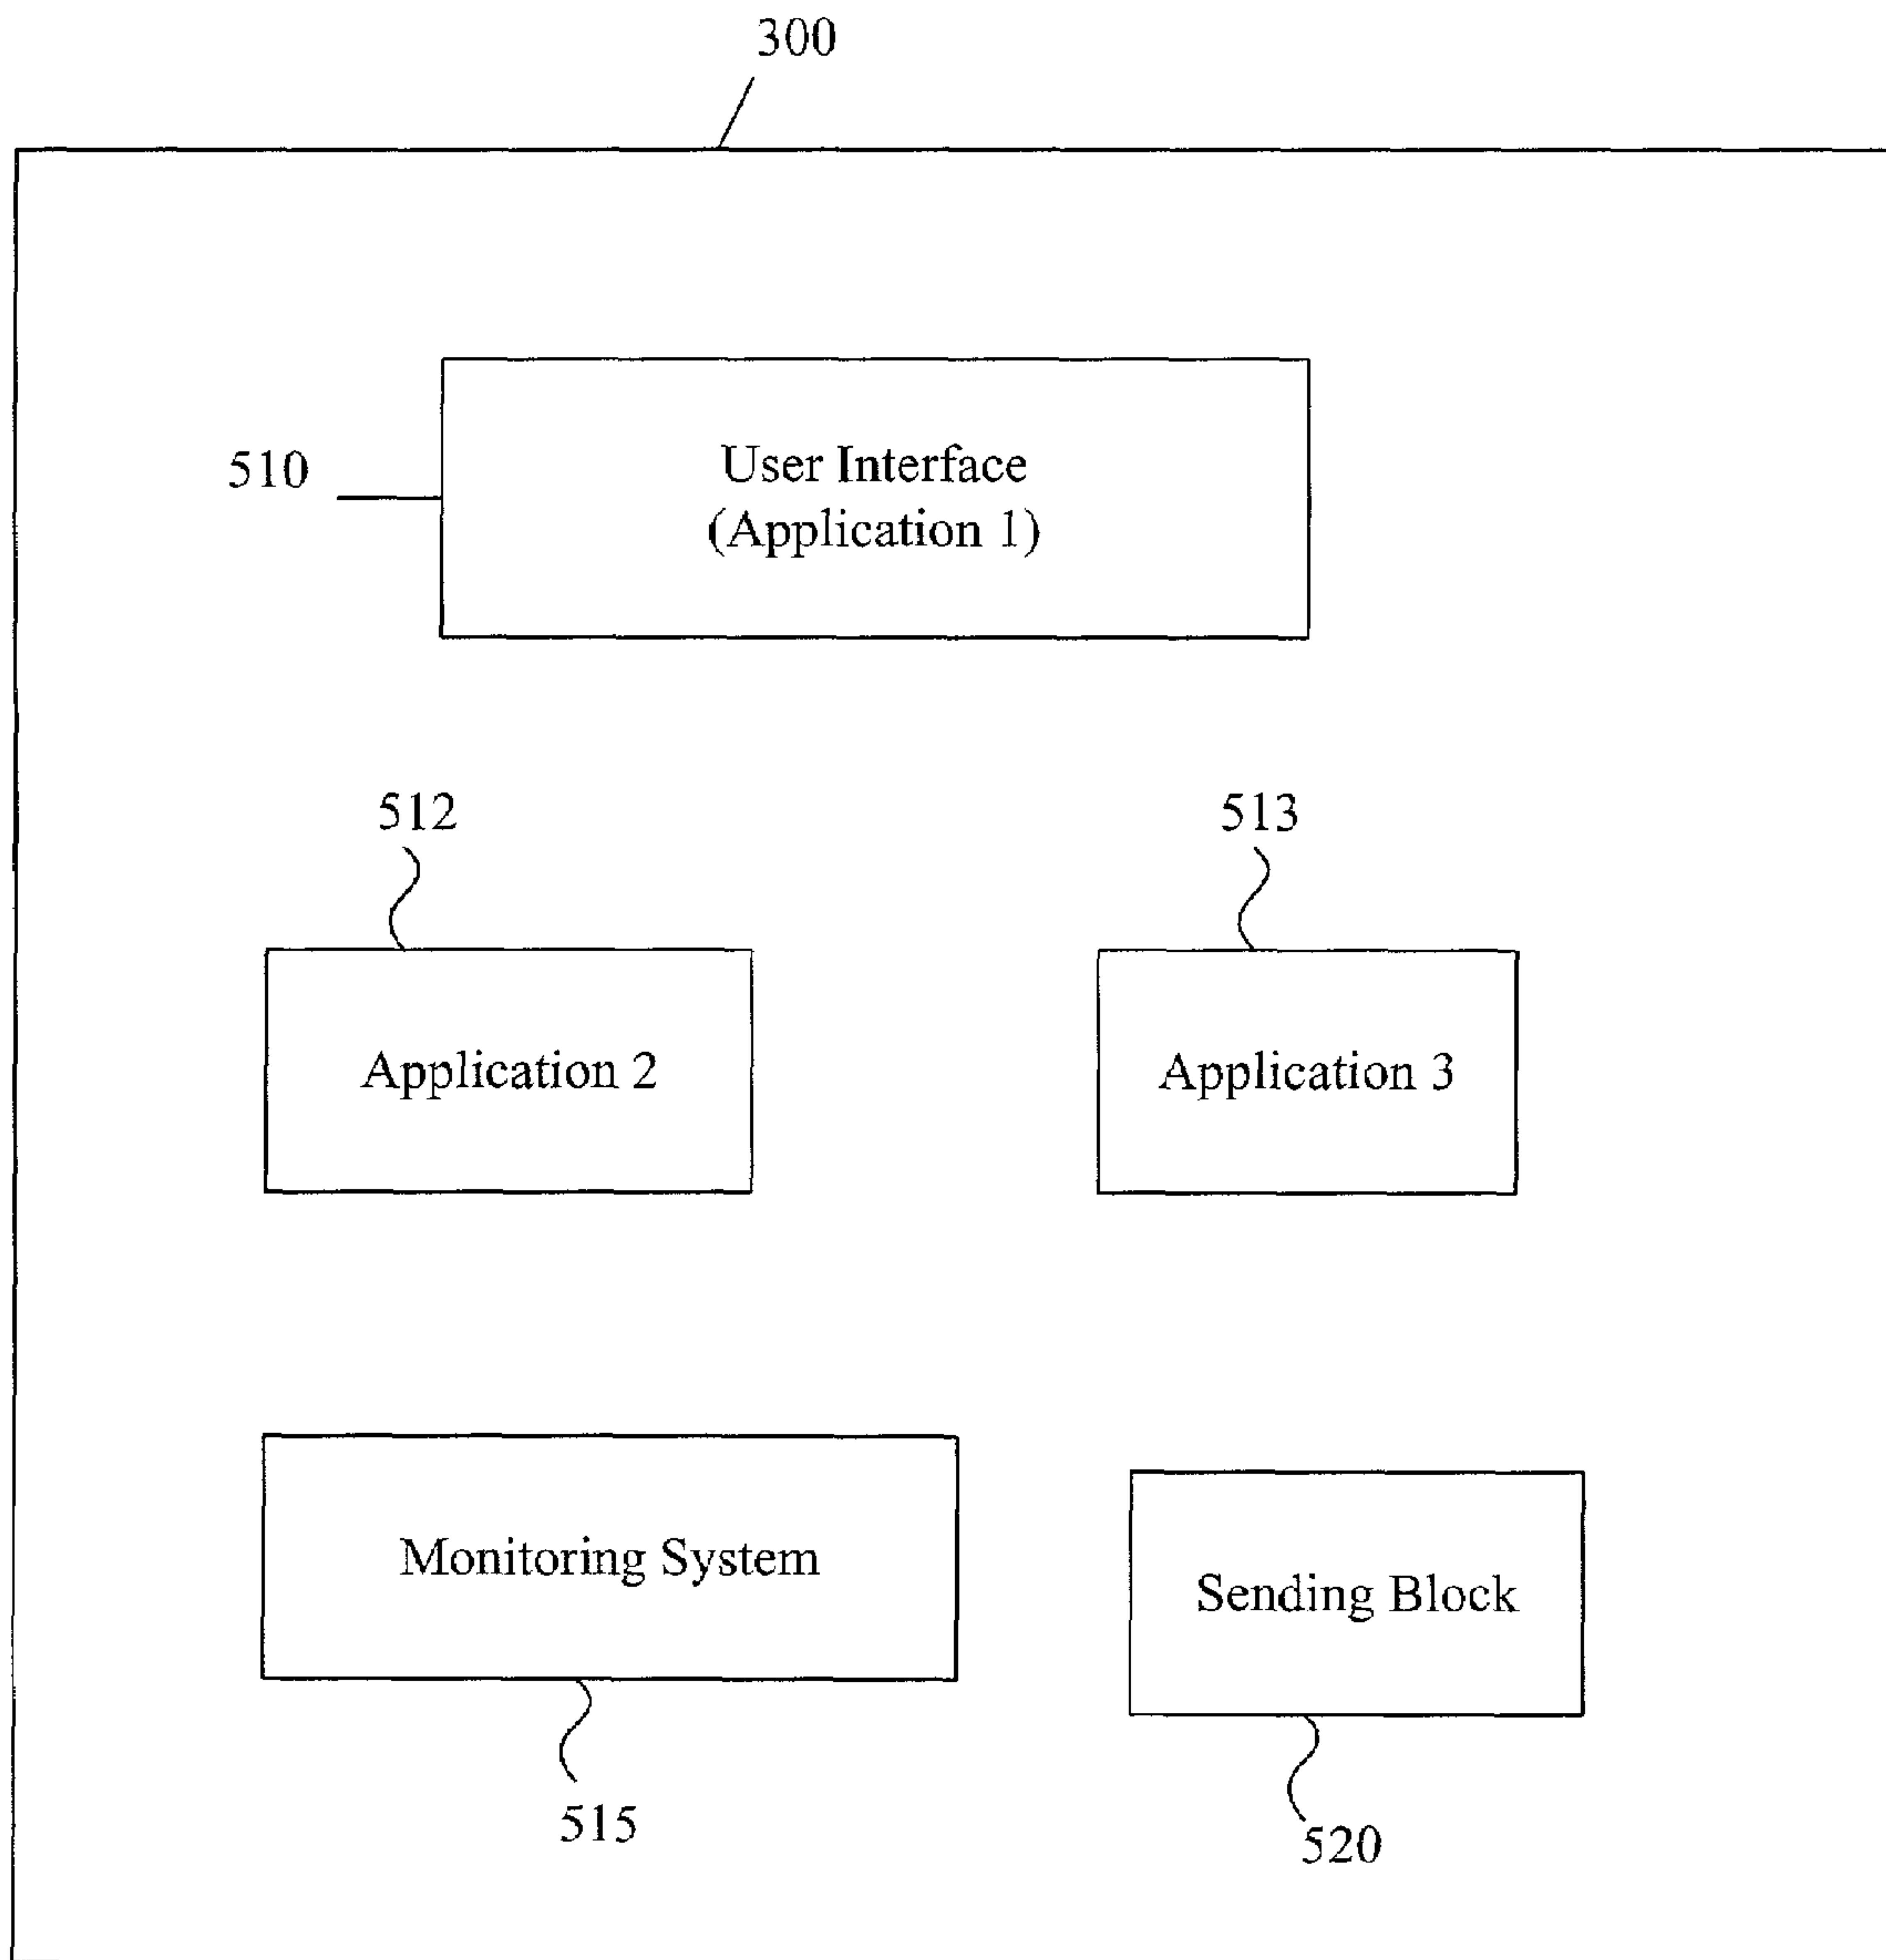 300
510
User Interface
(Application 1)
512
513
Application 2
Application 3
Monitoring System
Sending Block
515
520